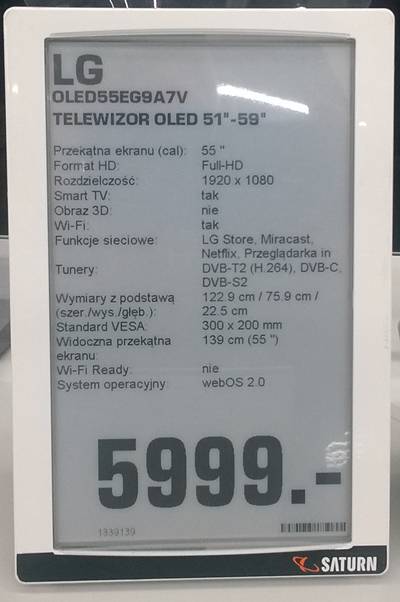 LG
OLED55EG9A7V
TELEWIZOR OLED 51"-59"
Przekątna ekranu (cal): 55 "
Format HD: Full-HD
Rozdzielczość: 1920 x 1080
Smart TV: tak
Obraz 3D: nie
Wi-Fi: tak
Funkcje sieciowe: LG Store, Miracast,
Netflix, Przeglądarka in
Tunery: DVB-T2 (H.264), DVB-C,
DVB-S2
Wymiary z podstawą 122.9 cm / 75.9 cm /
(szer./wys./głęb.): 22.5 cm
Standard VESA: 300 x 200 mm
Widoczna przekątna 139 cm (55 ")
ekranu:
Wi-Fi Ready: nie
System operacyjny: webOS 2.0
5999.-
1339139
SATURN